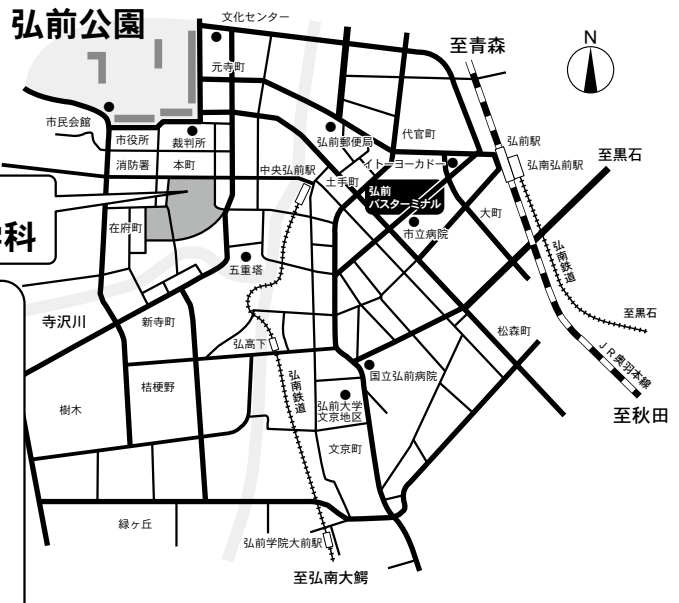 弘前公園
文化センター
至青森
N
元寺町
市民会館
市役所
裁判所
弘前郵便局
代官町
弘前駅
弘南弘前駅
至黒石
消防署
本町
中央弘前駅
土手町
イトーヨーカドー
弘前
バスターミナル
大町
科
在府町
市立病院
五重塔
弘南鉄道
寺沢川
新寺町
至黒石
松森町
弘高下
JR奥羽本線
国立弘前病院
弘南鉄道
桔梗野
樹木
弘前大学
文京地区
至秋田
文京町
緑ヶ丘
弘前学院大前駅
至弘南大鰐